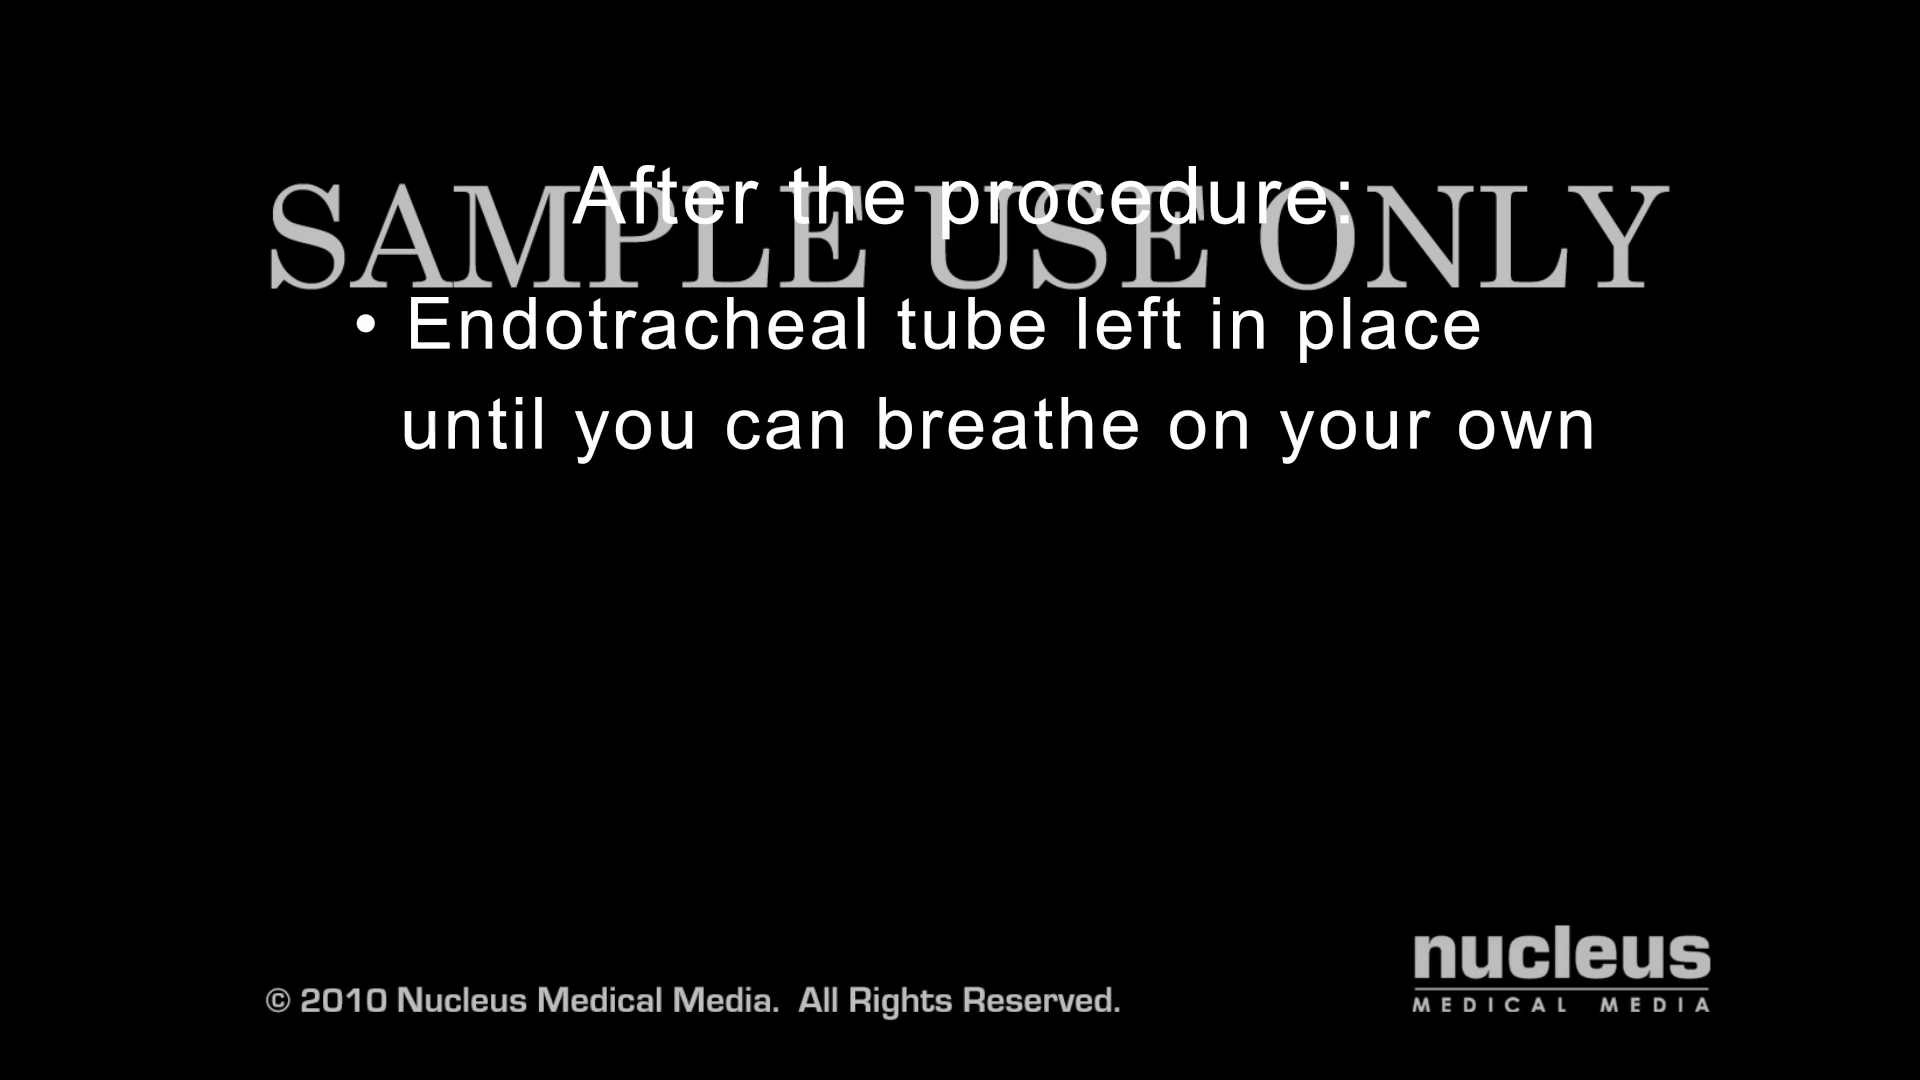 After the procedure:
SAMPLE USE ONLY
• Endotracheal tube left in place
until you can breathe on your own
nucleus
MEDICAL MEDIA
© 2010 Nucleus Medical Media. All Rights Reserved.